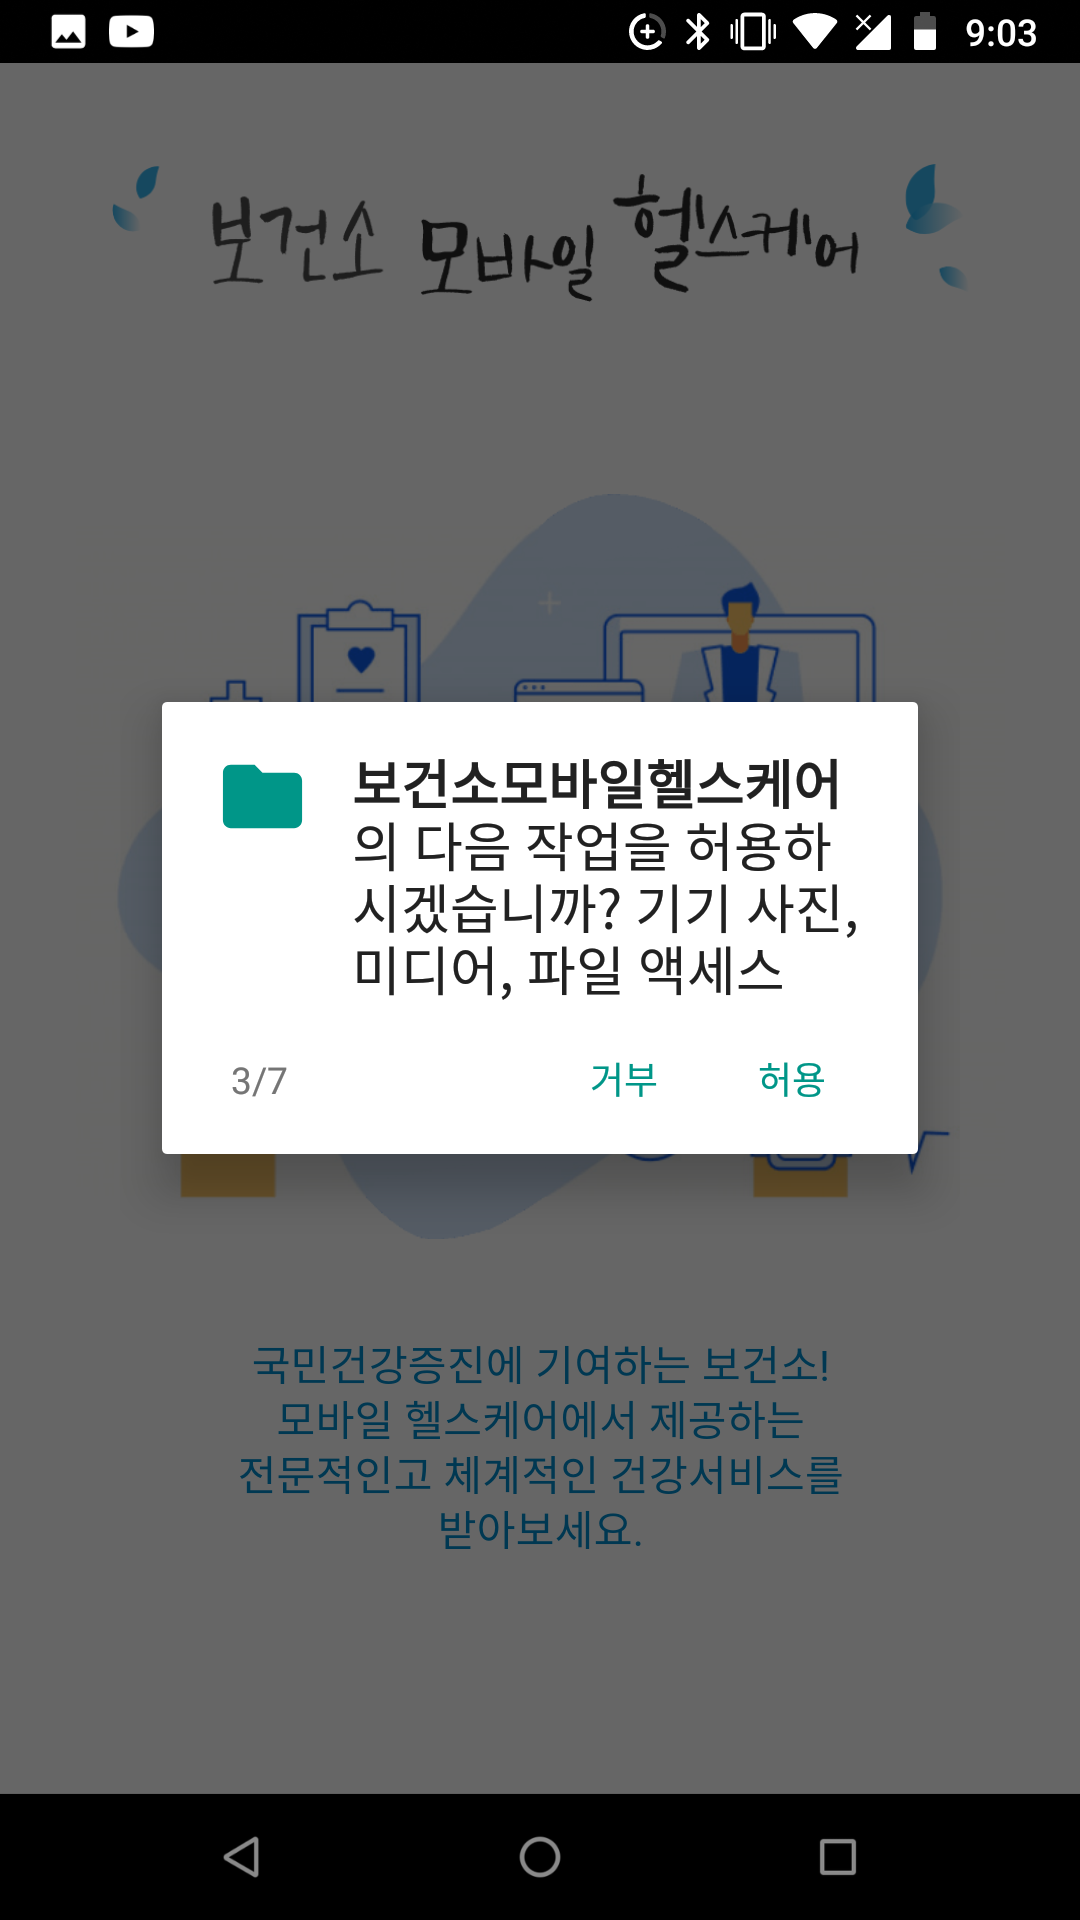 9:03
보건소 모바일 헬스케어
보건소모바일헬스케어
의 다음 작업을 허용하
시겠습니까? 기기 사진,
미디어, 파일 액세스
3/7 거부 허용
국민건강증진에 기여하는 보건소!
모바일 헬스케어에서 제공하는
전문적인고 체계적인 건강서비스를
받아보세요.